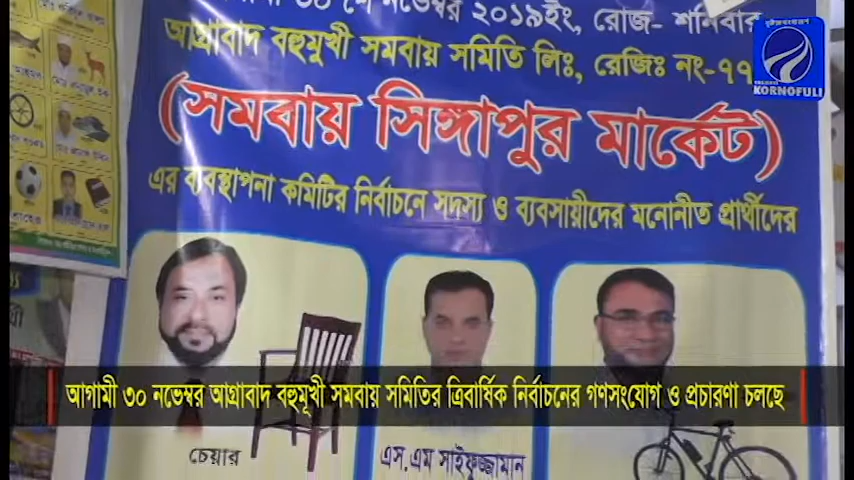 ৩০ শে নভেম্বর ২০১৯ইং, রোজ- শনিবার
আগ্রাবাদ বহুমুখী সমবায় সমিতি লিঃ, রেজিঃ নং-৭৭
KORNOFULI
(সমবায় সিঙ্গাপুর মার্কেট)
এর ব্যবস্থাপনা কমিটির নির্বাচনে সদস্য ও ব্যবসায়ীদের মনোনীত প্রার্থীদের
আগামী ৩০ নভেম্বর আগ্রাবাদ বহুমুখী সমবায় সমিতির ত্রিবার্ষিক নির্বাচনের গণসংযোগ ও প্রচারণা চলছে
চেয়ার
এস.এম সাইফুজ্জামান